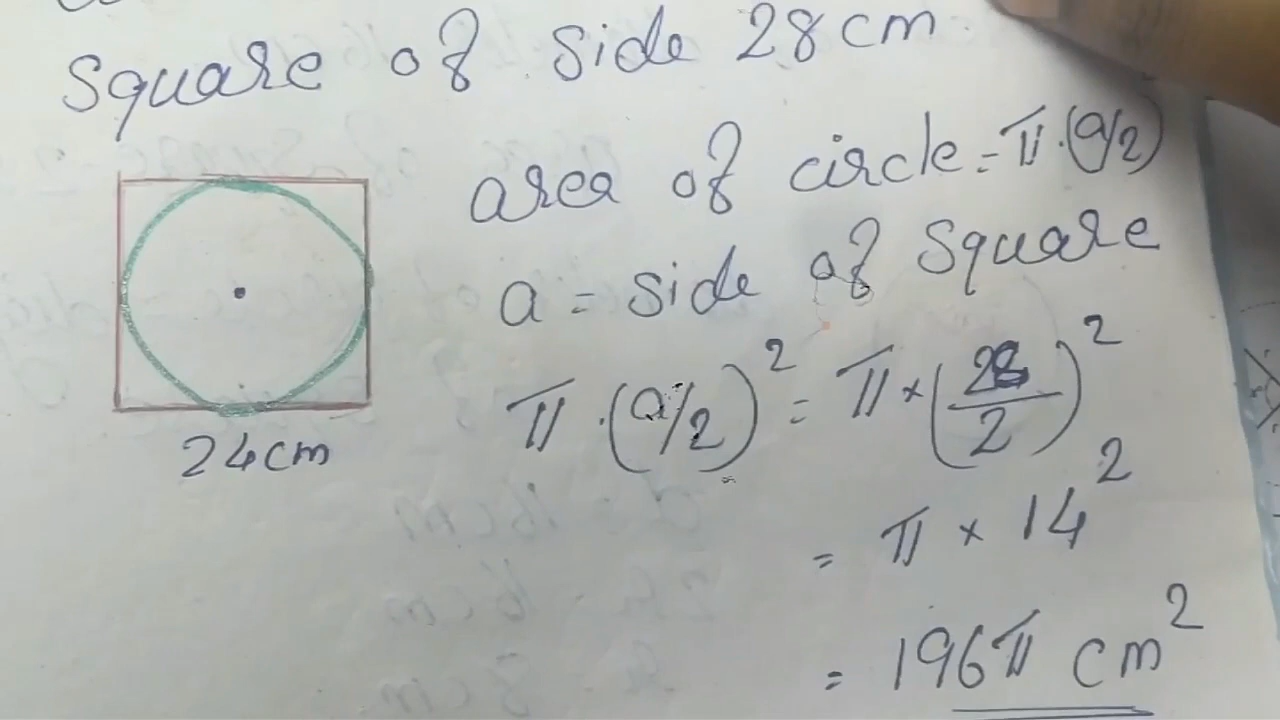 Square of side 28 cm
area of circle = π·(a/2)
a = side of square
π·(a/2)² = π × (28/2)²
24cm
= π × 14²
= 196π cm²